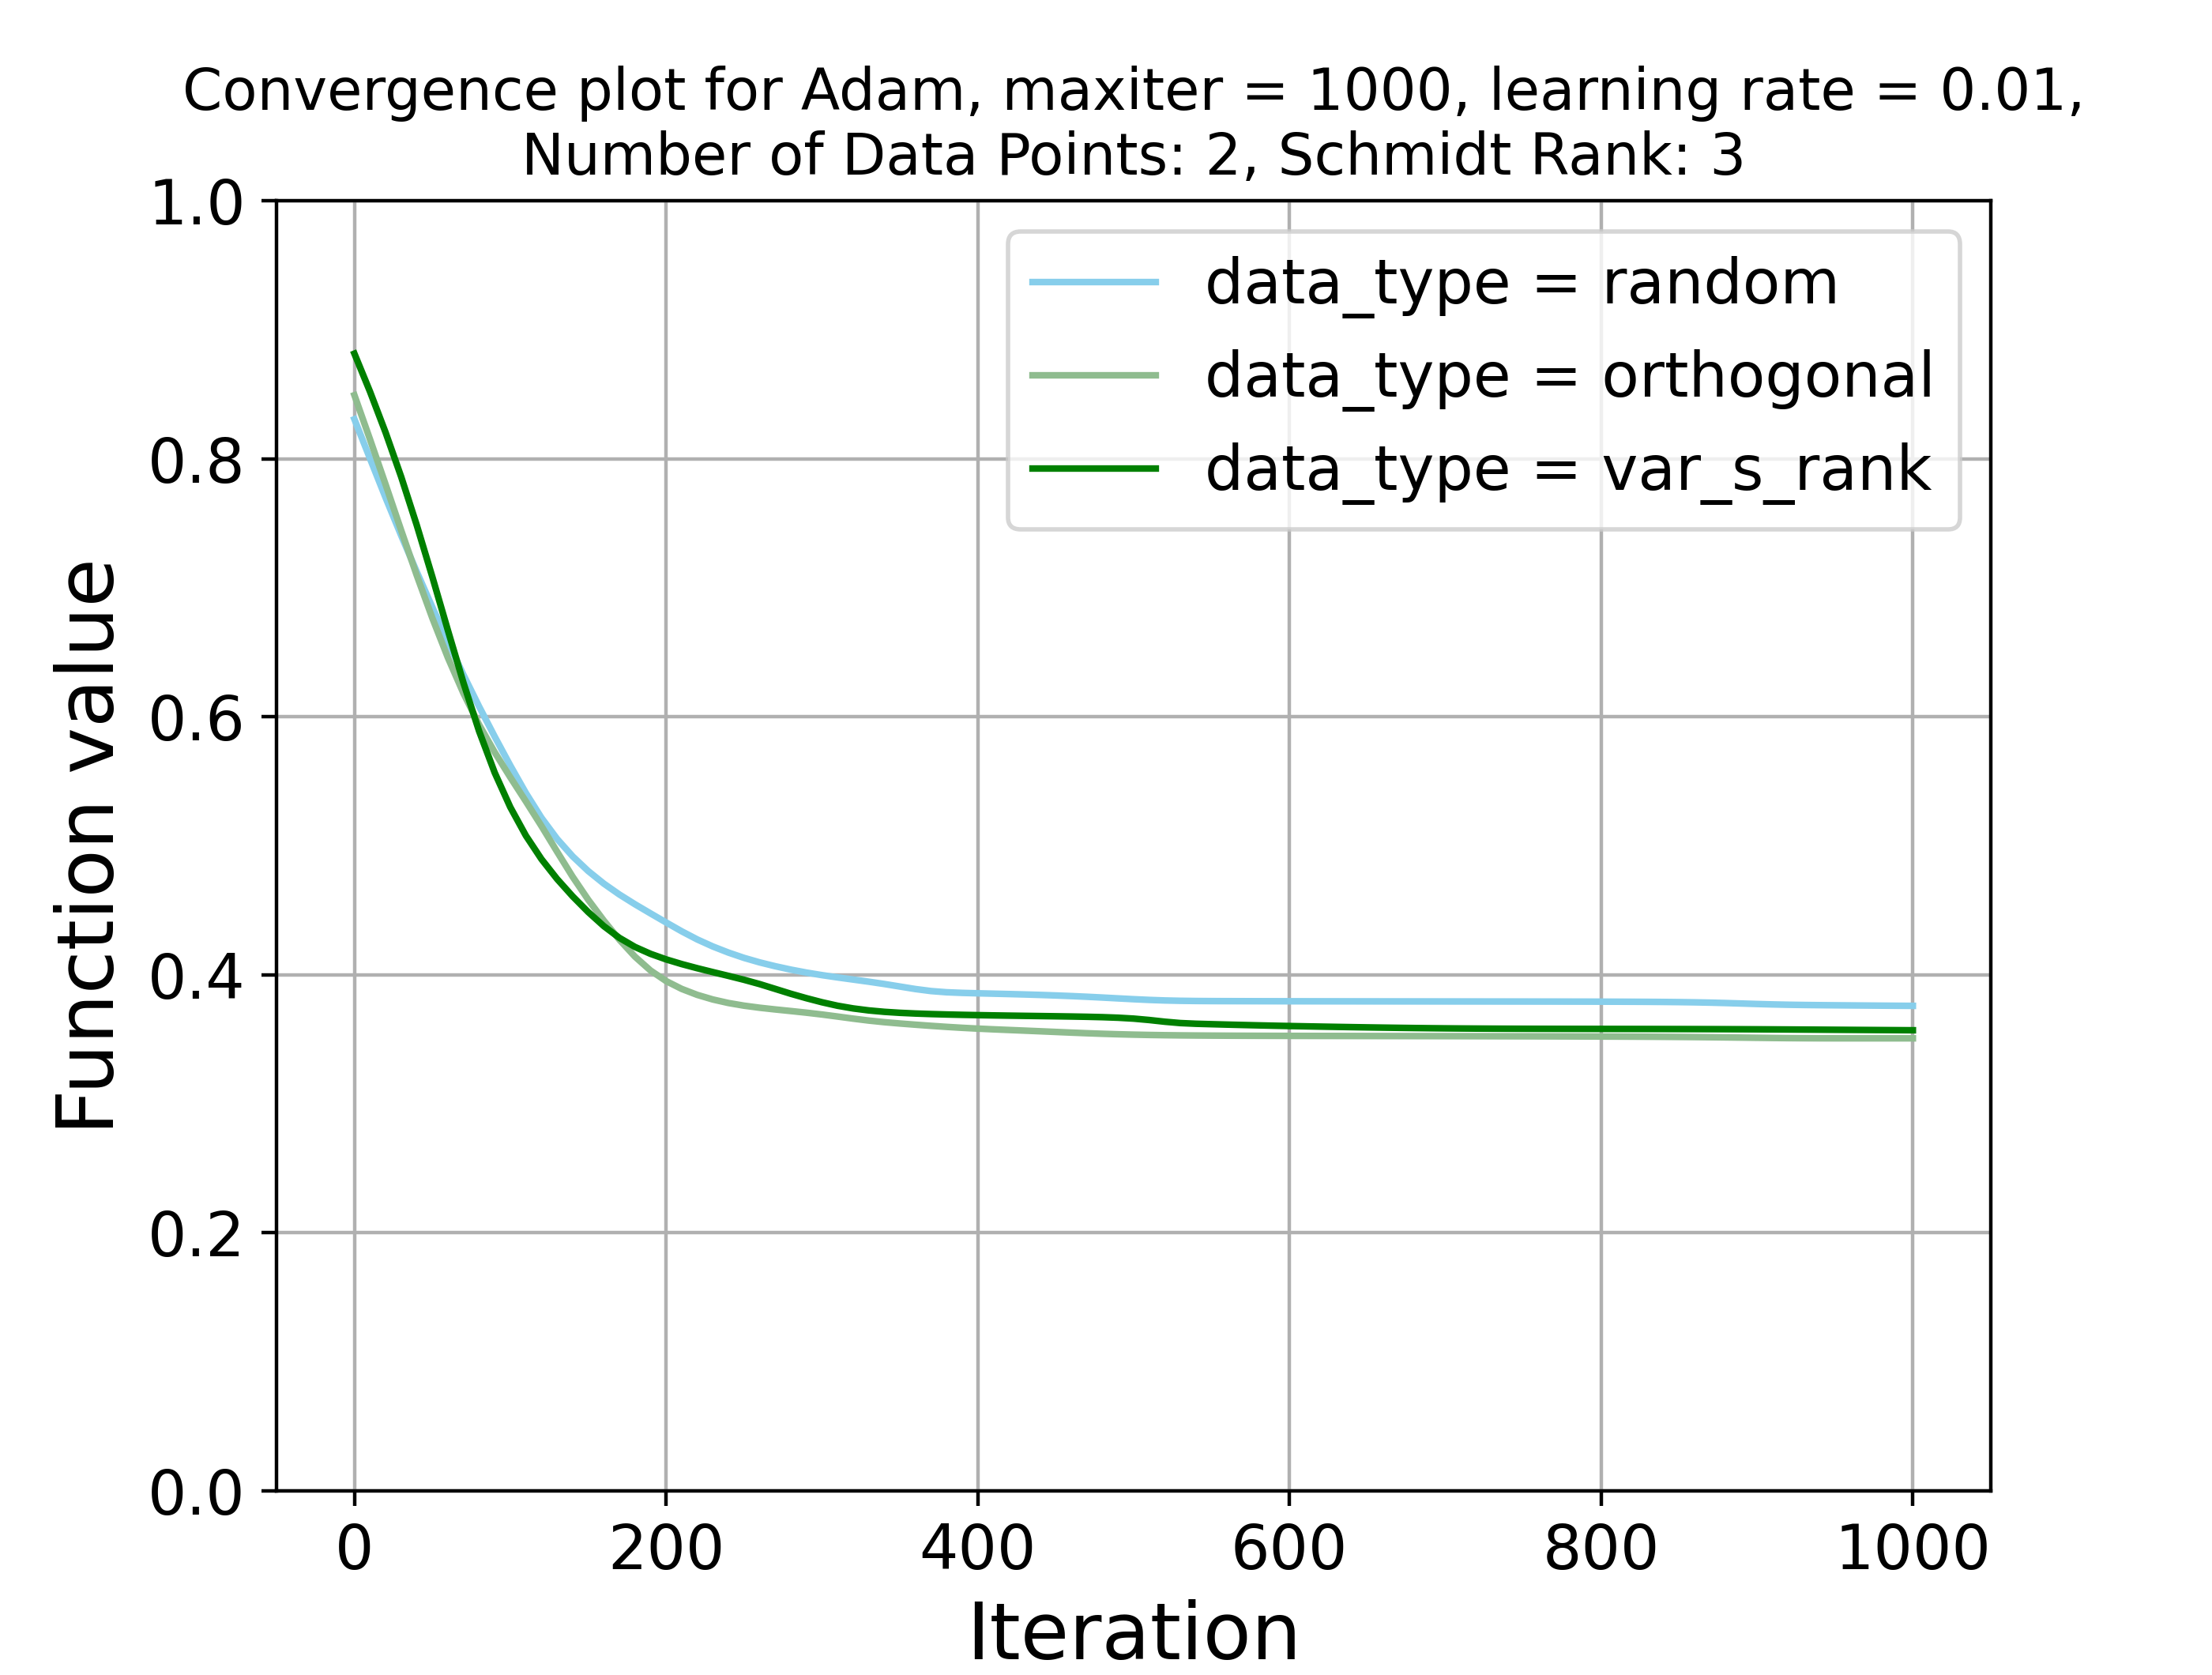 Convergence plot for Adam, maxiter = 1000, learning rate = 0.01,
Number of Data Points: 2, Schmidt Rank: 3
1.0
0.8
0.6
0.4
0.2
0.0
Function value
data_type = random
data_type = orthogonal
data_type = var_s_rank
0 200 400 600 800 1000
Iteration